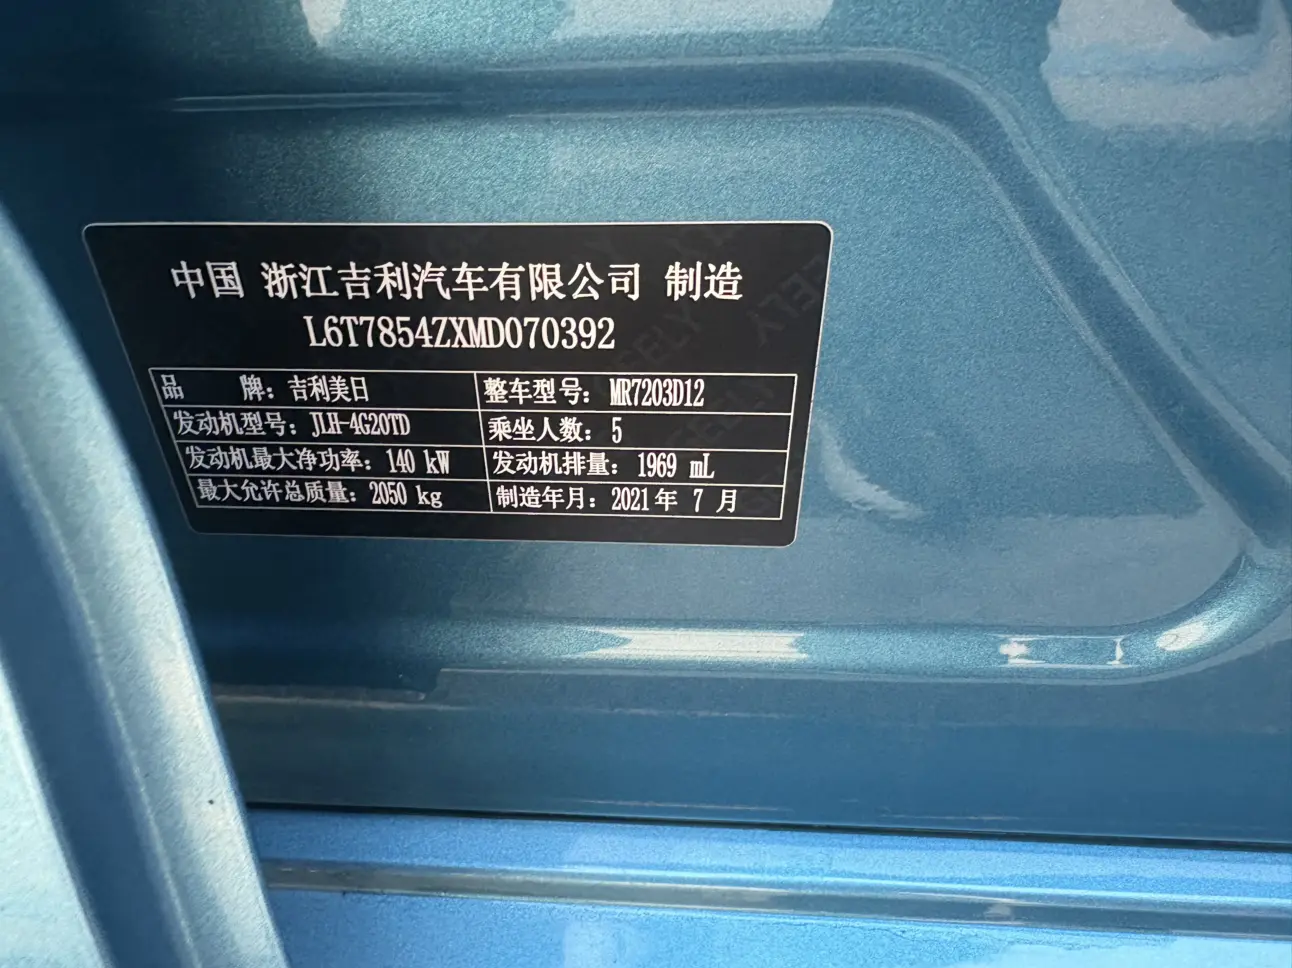 中国 浙江吉利汽车有限公司 制造
L6T7854ZXMD070392
品 牌：吉利美日 整车型号：MR7203D12
发动机型号：JLH-4G20TD 乘坐人数：5
发动机最大净功率：140 kW 发动机排量：1969 mL
最大允许总质量：2050 kg 制造年月：2021年 7 月